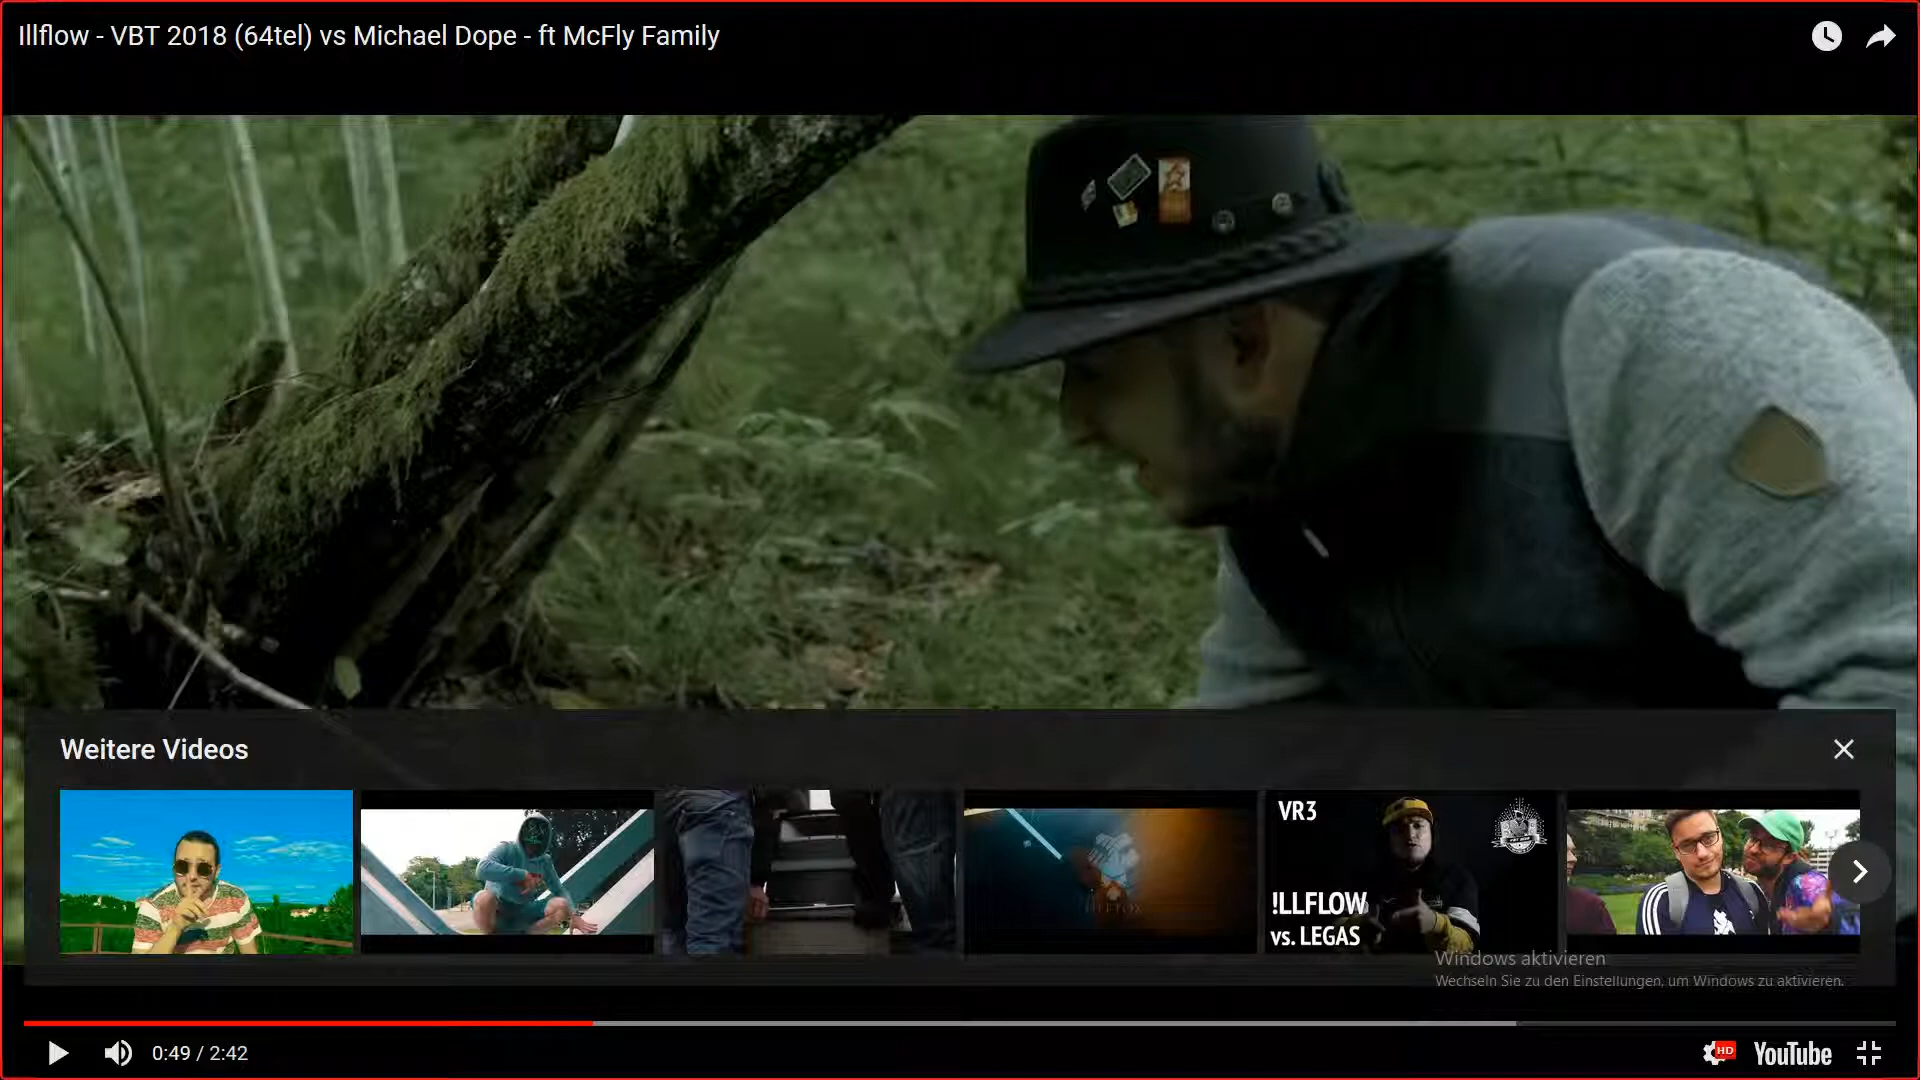 Illflow - VBT 2018 (64tel) vs Michael Dope - ft McFly Family
Weitere Videos
VR3
!LLFLOW
vs. LEGAS
Windows aktivieren
Wechseln Sie zu den Einstellungen, um Windows zu aktivieren.
0:49 / 2:42
HD
YouTube